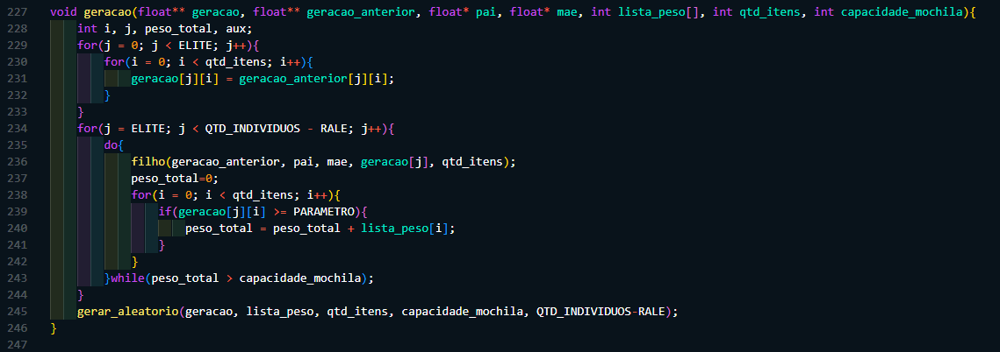 227 void geracao(float** geracao, float** geracao_anterior, float* pai, float* mae, int lista_peso[], int qtd_itens, int capacidade_mochila){
228     int i, j, peso_total, aux;
229     for(j = 0; j < ELITE; j++){
230         for(i = 0; i < qtd_itens; i++){
231             geracao[j][i] = geracao_anterior[j][i];
232         }
233     }
234     for(j = ELITE; j < QTD_INDIVIDUOS - RALE; j++){
235         do{
236             filho(geracao_anterior, pai, mae, geracao[j], qtd_itens);
237             peso_total=0;
238             for(i = 0; i < qtd_itens; i++){
239                 if(geracao[j][i] >= PARAMETRO){
240                     peso_total = peso_total + lista_peso[i];
241                 }
242             }
243         }while(peso_total > capacidade_mochila);
244     }
245     gerar_aleatorio(geracao, lista_peso, qtd_itens, capacidade_mochila, QTD_INDIVIDUOS-RALE);
246 }
247